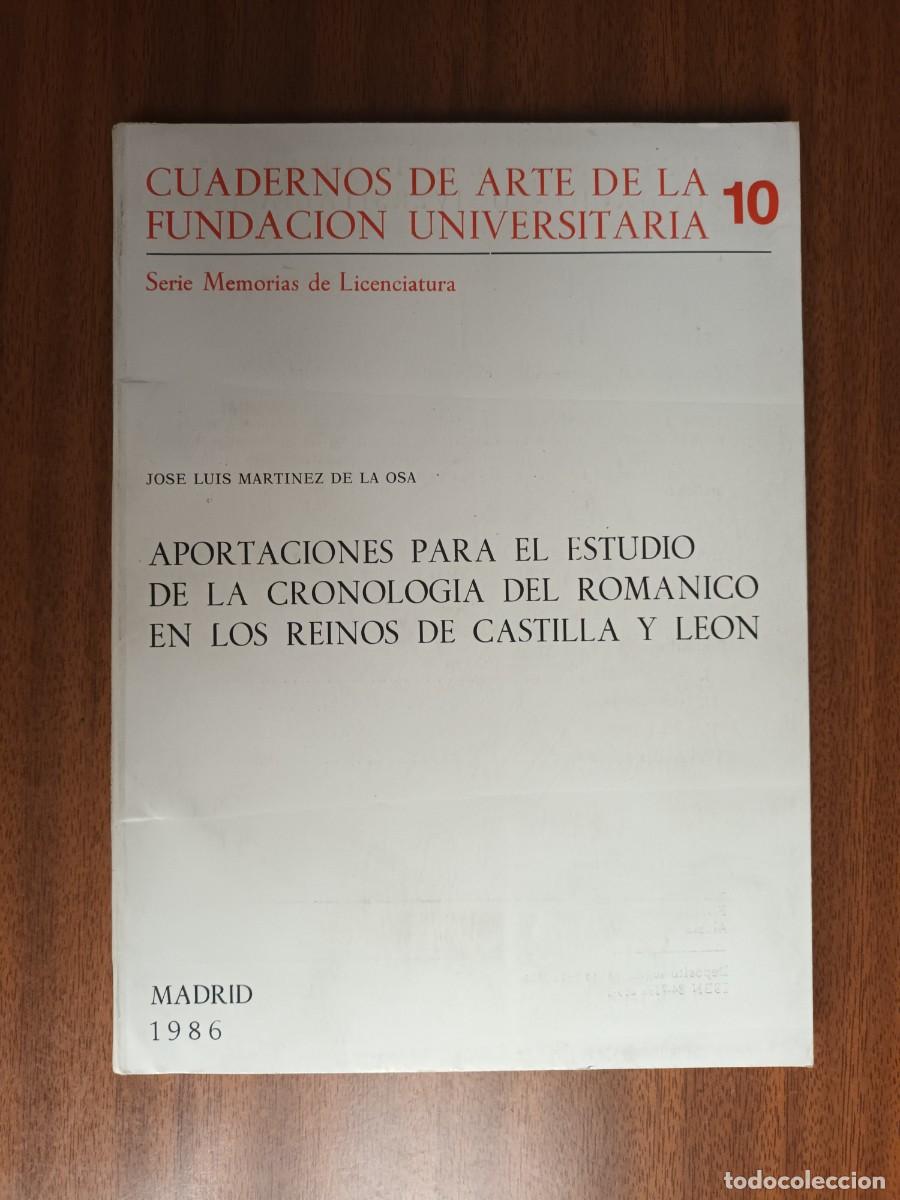 CUADERNOS DE ARTE DE LA
FUNDACION UNIVERSITARIA 10
Serie Memorias de Licenciatura
JOSE LUIS MARTINEZ DE LA OSA
APORTACIONES PARA EL ESTUDIO
DE LA CRONOLOGIA DEL ROMANICO
EN LOS REINOS DE CASTILLA Y LEON
MADRID
1986
todocoleccion